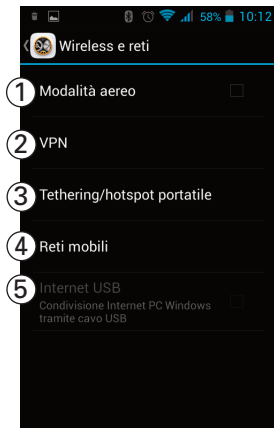 58% 10:12
Wireless e reti
1 Modalità aereo
2 VPN
3 Tethering/hotspot portatile
4 Reti mobili
5 Internet USB
Condivisione Internet PC Windows
tramite cavo USB